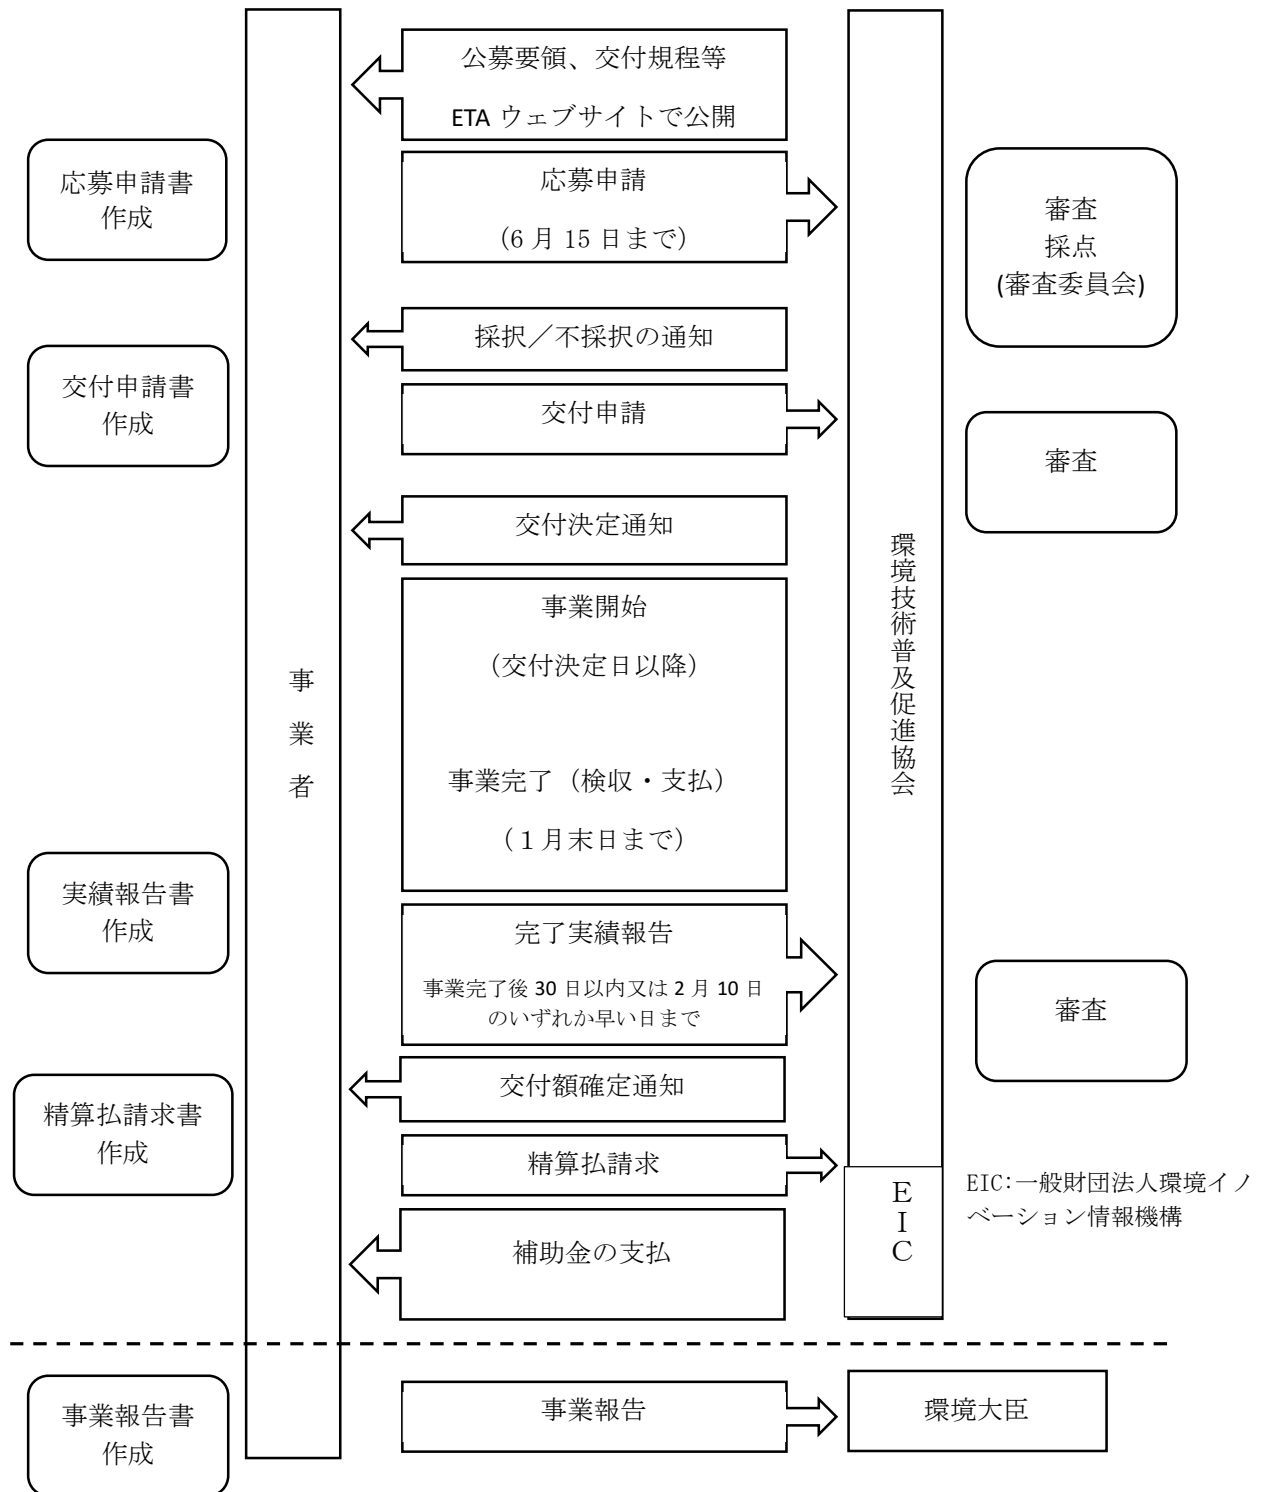 公募要領、交付規程等
ETA ウェブサイトで公開
応募申請書
作成
応募申請
（6 月 15 日まで）
審査
採点
(審査委員会)
採択／不採択の通知
交付申請書
作成
交付申請
審査
交付決定通知
事業開始
（交付決定日以降）
事業完了（検収・支払）
（１月末日まで）
事業者
環境技術普及促進協会
実績報告書
作成
完了実績報告
事業完了後 30 日以内又は 2 月 10 日
のいずれか早い日まで
審査
交付額確定通知
精算払請求書
作成
精算払請求
ＥＩＣ
EIC:一般財団法人環境イノ
ベーション情報機構
補助金の支払
事業報告書
作成
事業報告
環境大臣